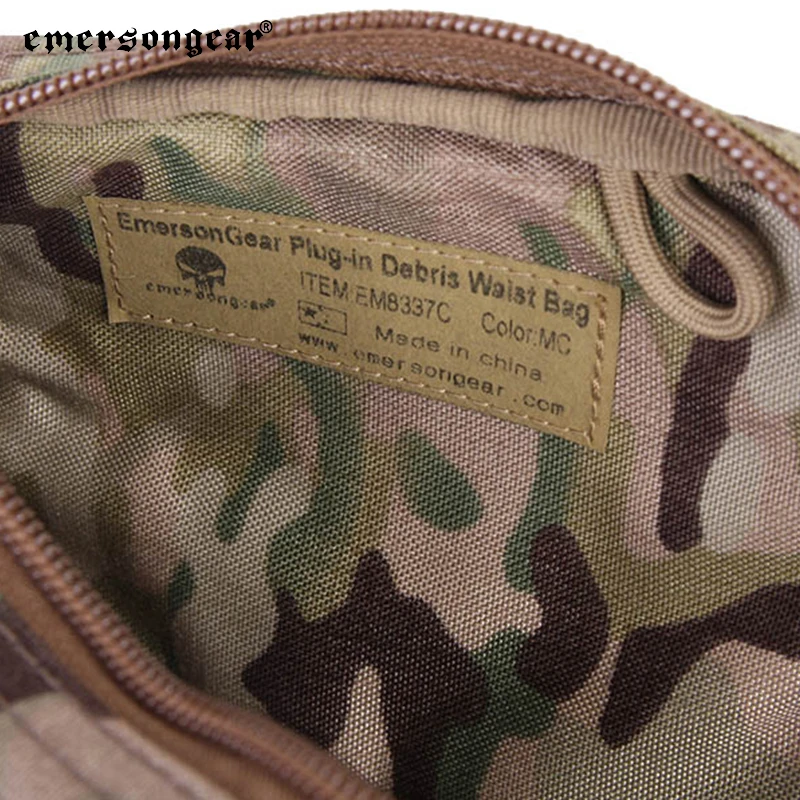 emersongear®
EmersonGear Plug-in Debris Waist Bag
emersongear®
ITEM:EM8337C Color:MC
Made in china
www.emersongear.com